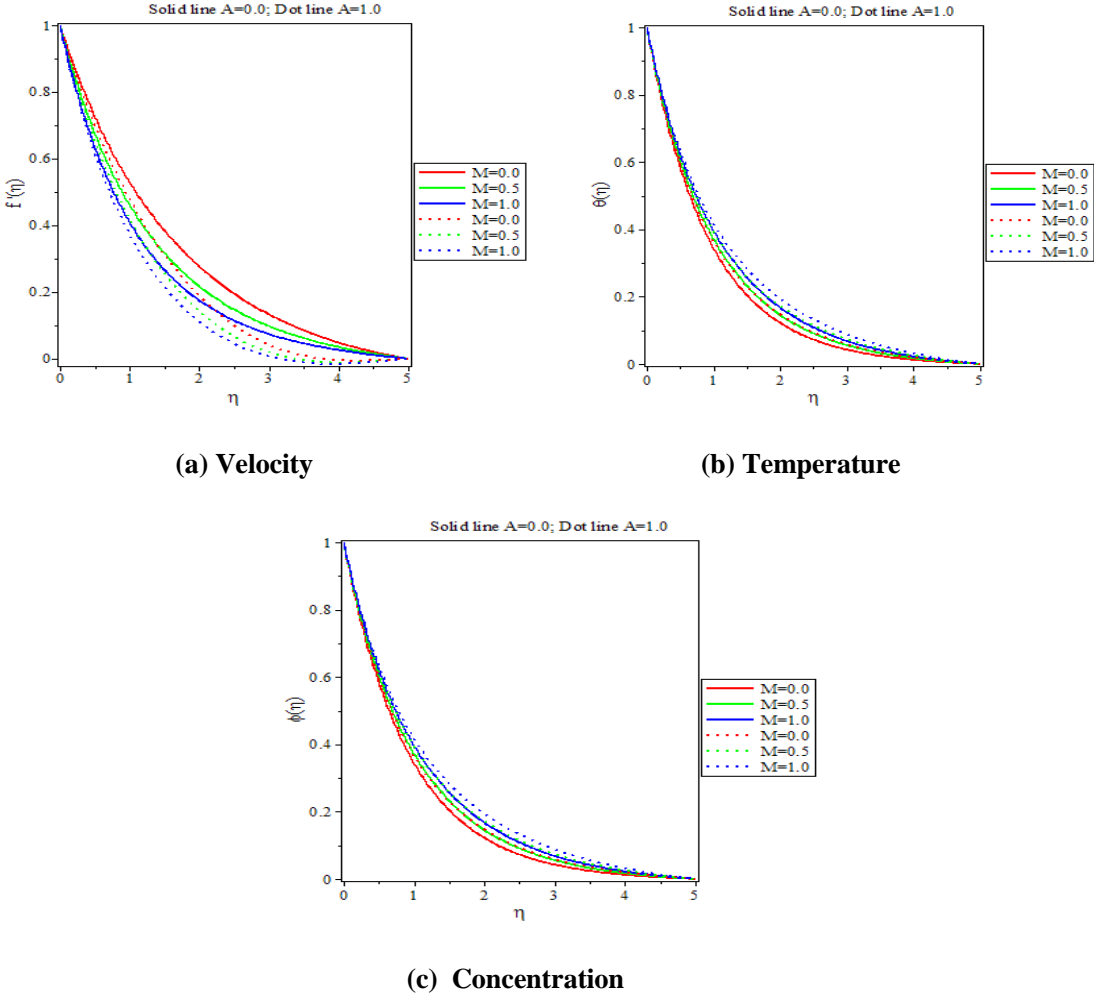 Solid line A=0.0; Dot line A=1.0
1
0.8
0.6
0.4
0.2
0
0 1 2 3 4 5
f '(η)
η
M=0.0
M=0.5
M=1.0
M=0.0
M=0.5
M=1.0
(a) Velocity
Solid line A=0.0; Dot line A=1.0
1
0.8
0.6
0.4
0.2
0
0 1 2 3 4 5
θ(η)
η
M=0.0
M=0.5
M=1.0
M=0.0
M=0.5
M=1.0
(b) Temperature
Solid line A=0.0; Dot line A=1.0
1
0.8
0.6
0.4
0.2
0
0 1 2 3 4 5
ϕ(η)
η
M=0.0
M=0.5
M=1.0
M=0.0
M=0.5
M=1.0
(c) Concentration